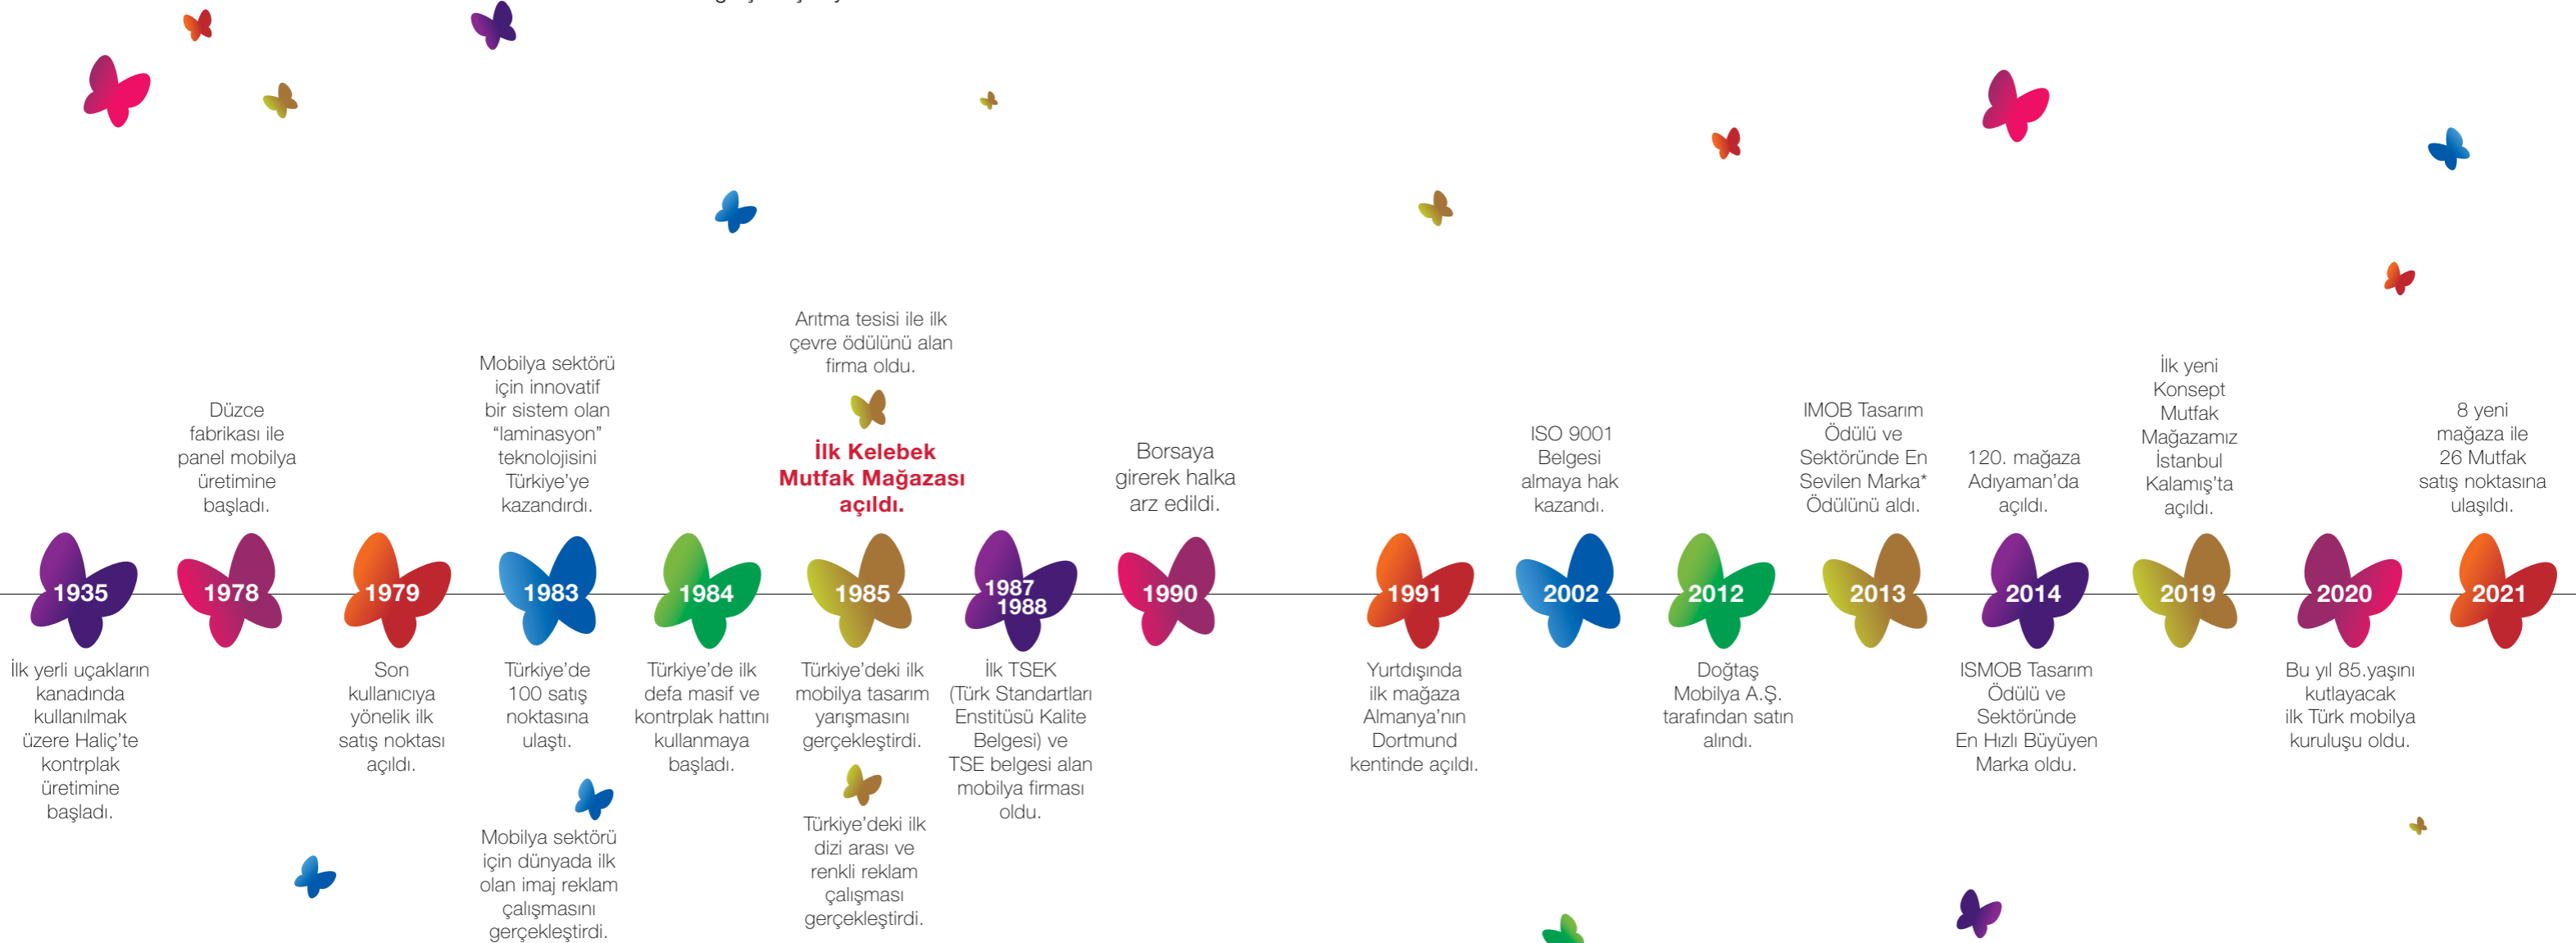 1935
İlk yerli uçakların
kanadında
kullanılmak
üzere Haliç’te
kontrplak
üretimine
başladı.
Düzce
fabrikası ile
panel mobilya
üretimine
başladı.
1978
1979
Son
kullanıcıya
yönelik ilk
satış noktası
açıldı.
Mobilya sektörü
için innovatif
bir sistem olan
“laminasyon”
teknolojisini
Türkiye’ye
kazandırdı.
1983
Türkiye’de
100 satış
noktasına
ulaştı.
Mobilya sektörü
için dünyada ilk
olan imaj reklam
çalışmasını
gerçekleştirdi.
1984
Türkiye’de ilk
defa masif ve
kontrplak hattını
kullanmaya
başladı.
Arıtma tesisi ile ilk
çevre ödülünü alan
firma oldu.
İlk Kelebek
Mutfak Mağazası
açıldı.
1985
Türkiye’deki ilk
mobilya tasarım
yarışmasını
gerçekleştirdi.
Türkiye’deki ilk
dizi arası ve
renkli reklam
çalışması
gerçekleştirdi.
1987
1988
İlk TSEK
(Türk Standartları
Enstitüsü Kalite
Belgesi) ve
TSE belgesi alan
mobilya firması
oldu.
Borsaya
girerek halka
arz edildi.
1990
1991
Yurtdışında
ilk mağaza
Almanya’nın
Dortmund
kentinde açıldı.
ISO 9001
Belgesi
almaya hak
kazandı.
2002
2012
Doğtaş
Mobilya A.Ş.
tarafından satın
alındı.
IMOB Tasarım
Ödülü ve
Sektöründe En
Sevilen Marka*
Ödülünü aldı.
2013
120. mağaza
Adıyaman’da
açıldı.
2014
ISMOB Tasarım
Ödülü ve
Sektöründe
En Hızlı Büyüyen
Marka oldu.
İlk yeni
Konsept
Mutfak
Mağazamız
İstanbul
Kalamış’ta
açıldı.
2019
2020
Bu yıl 85.yaşını
kutlayacak
ilk Türk mobilya
kuruluşu oldu.
8 yeni
mağaza ile
26 Mutfak
satış noktasına
ulaşıldı.
2021